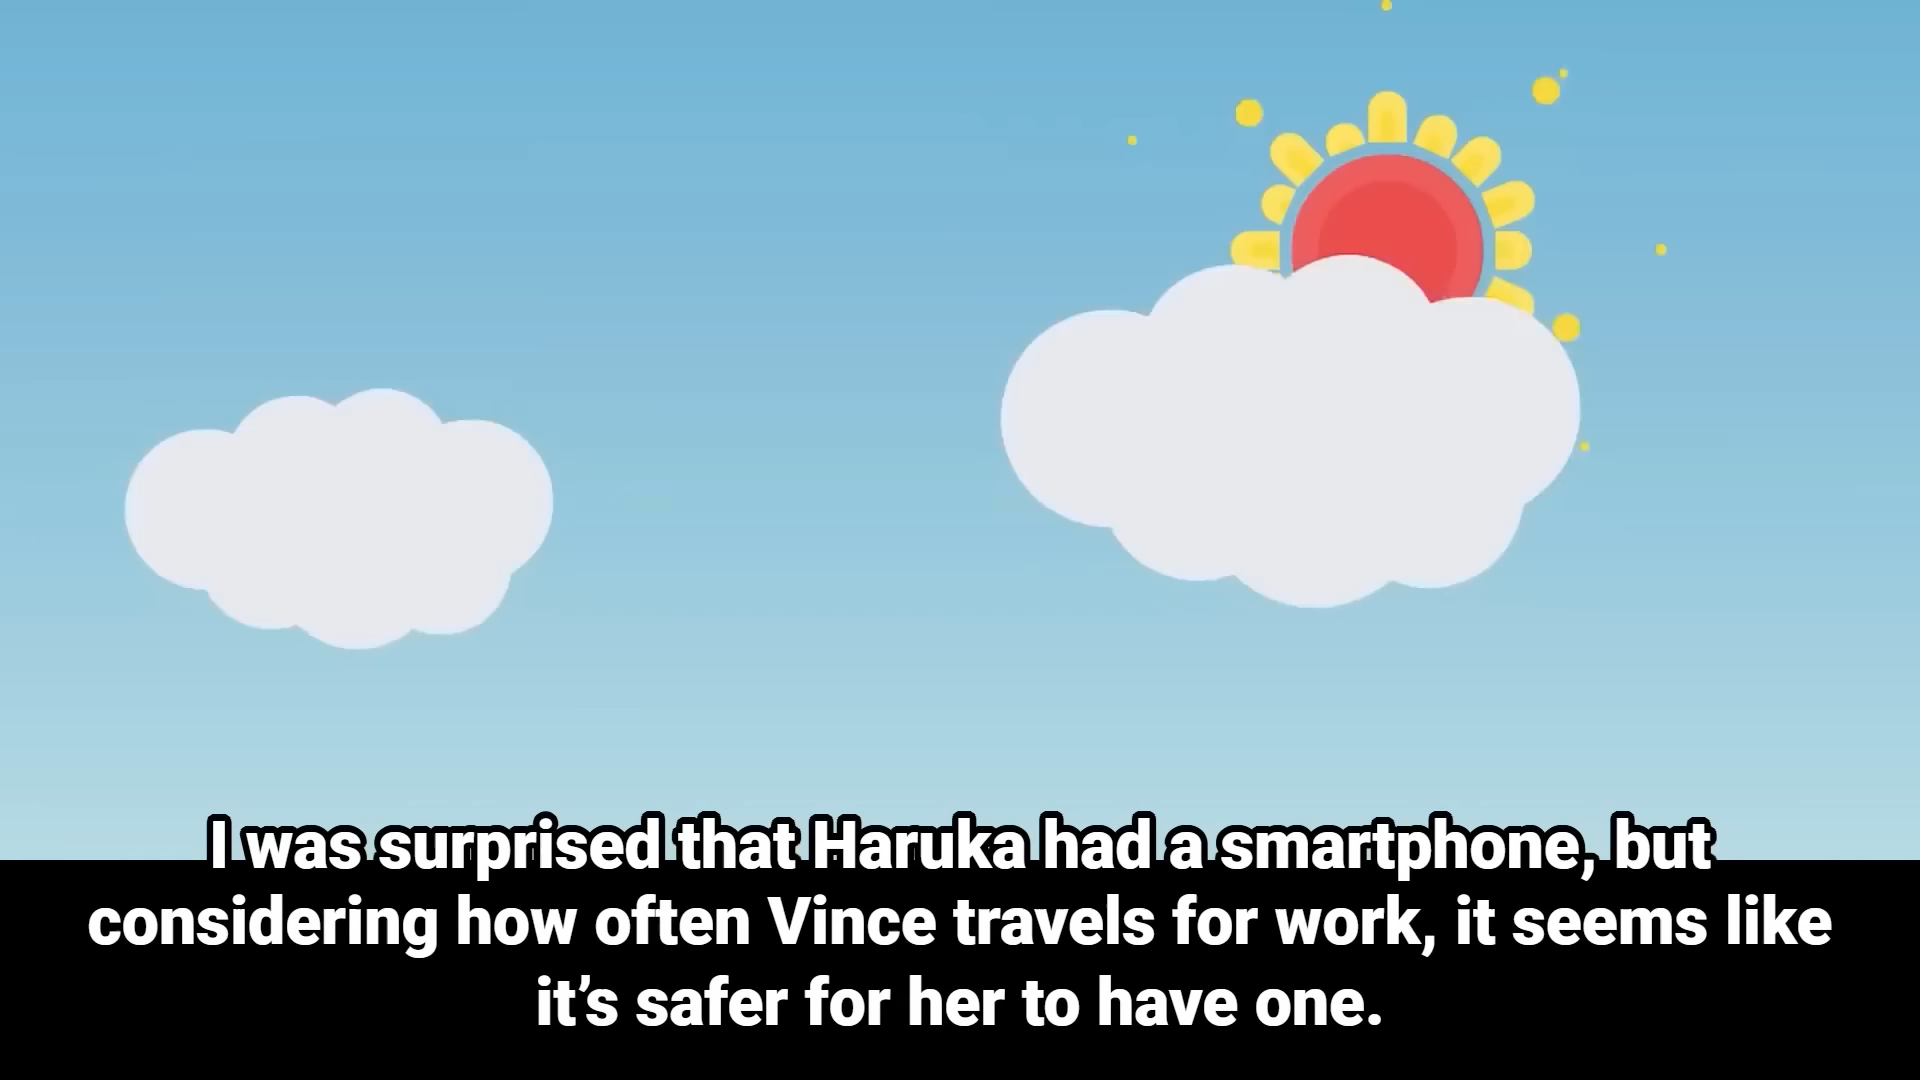 I was surprised that Haruka had a smartphone, but
considering how often Vince travels for work, it seems like
it’s safer for her to have one.